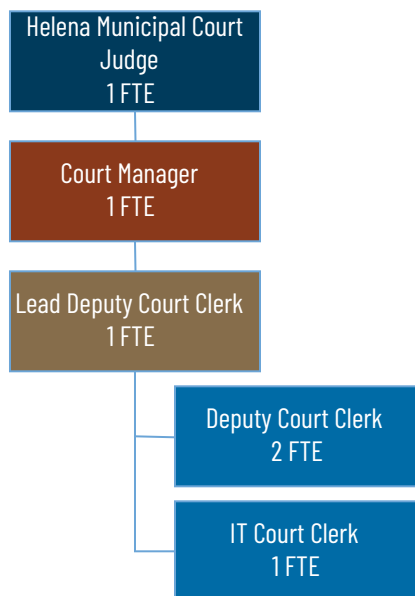 Helena Municipal Court
Judge
1 FTE
Court Manager
1 FTE
Lead Deputy Court Clerk
1 FTE
Deputy Court Clerk
2 FTE
IT Court Clerk
1 FTE